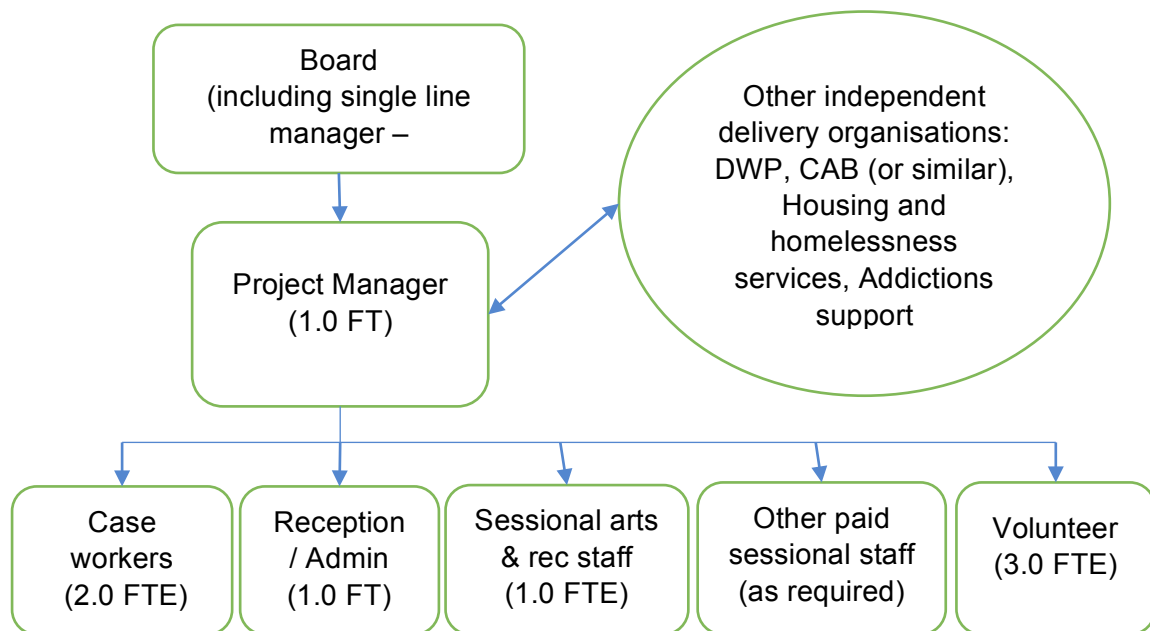 Board
(including single line
manager –
Other independent
delivery organisations:
DWP, CAB (or similar),
Housing and
homelessness
services, Addictions
support
Project Manager
(1.0 FT)
Case
workers
(2.0 FTE)
Reception
/ Admin
(1.0 FT)
Sessional arts
& rec staff
(1.0 FTE)
Other paid
sessional staff
(as required)
Volunteer
(3.0 FTE)